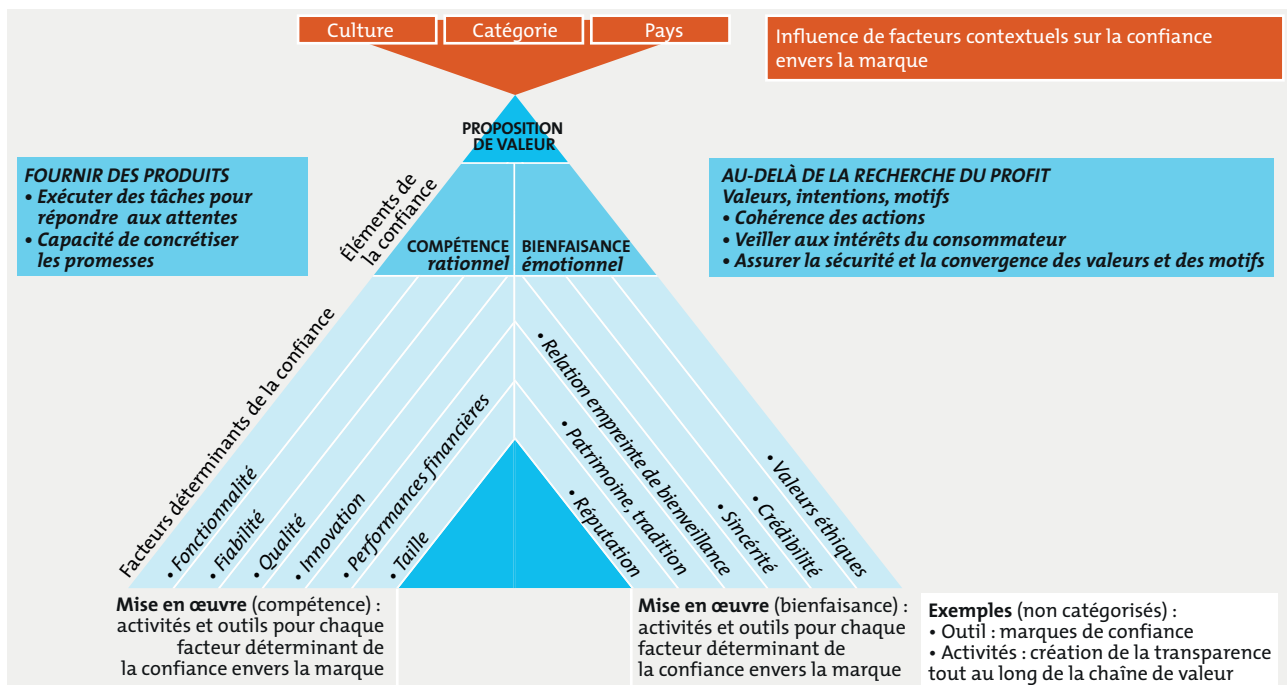 Culture
Catégorie
Pays
Influence de facteurs contextuels sur la confiance
envers la marque
PROPOSITION
DE VALEUR
FOURNIR DES PRODUITS
• Exécuter des tâches pour
répondre aux attentes
• Capacité de concrétiser
les promesses
Éléments de
la confiance
COMPÉTENCE
rationnel
BIENFAISANCE
émotionnel
AU-DELÀ DE LA RECHERCHE DU PROFIT
Valeurs, intentions, motifs
• Cohérence des actions
• Veiller aux intérêts du consommateur
• Assurer la sécurité et la convergence des valeurs et des motifs
Facteurs déterminants de la confiance
• Fonctionnalité
• Fiabilité
• Qualité
• Innovation
• Performances financières
• Taille
• Réputation
• Patrimoine, tradition
• Relation empreinte de bienveillance
• Sincérité
• Crédibilité
• Valeurs éthiques
Mise en œuvre (compétence) :
activités et outils pour chaque
facteur déterminant de
la confiance envers la marque
Mise en œuvre (bienfaisance) :
activités et outils pour chaque
facteur déterminant de
la confiance envers la marque
Exemples (non catégorisés) :
• Outil : marques de confiance
• Activités : création de la transparence
tout au long de la chaîne de valeur